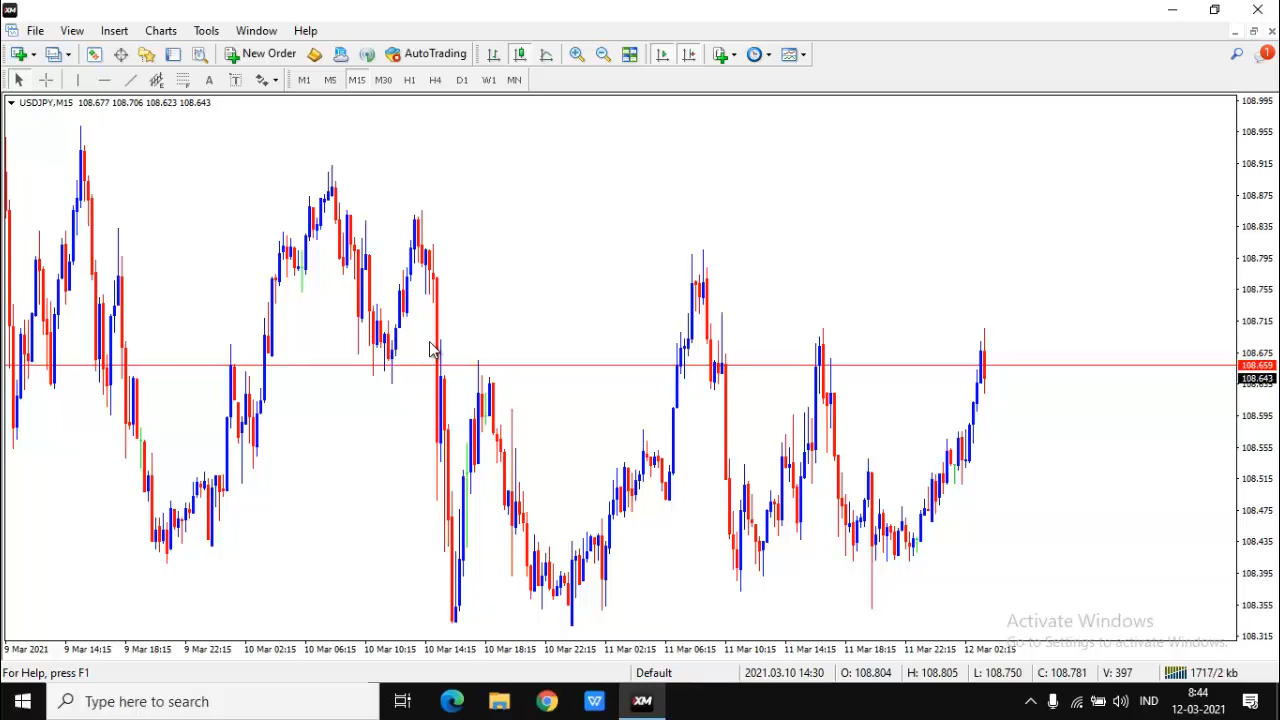 XM
File View Insert Charts Tools Window Help
New Order AutoTrading
A T M1 M5 M15 M30 H1 H4 D1 W1 MN
USDJPY,M15 108.677 108.706 108.623 108.643
108.995
108.955
108.915
108.875
108.835
108.795
108.755
108.715
108.675
108.659
108.643
108.595
108.555
108.515
108.475
108.435
108.395
108.355
108.315
Activate Windows
Go to Settings to activate Windows.
9 Mar 2021 9 Mar 14:15 9 Mar 18:15 9 Mar 22:15 10 Mar 02:15 10 Mar 06:15 10 Mar 10:15 10 Mar 14:15 10 Mar 18:15 10 Mar 22:15 11 Mar 02:15 11 Mar 06:15 11 Mar 10:15 11 Mar 14:15 11 Mar 18:15 11 Mar 22:15 12 Mar 02:15
For Help, press F1 Default 2021.03.10 14:30 O: 108.804 H: 108.805 L: 108.750 C: 108.781 V: 397 1717/2 kb
Type here to search W XM IND 8:44
12-03-2021